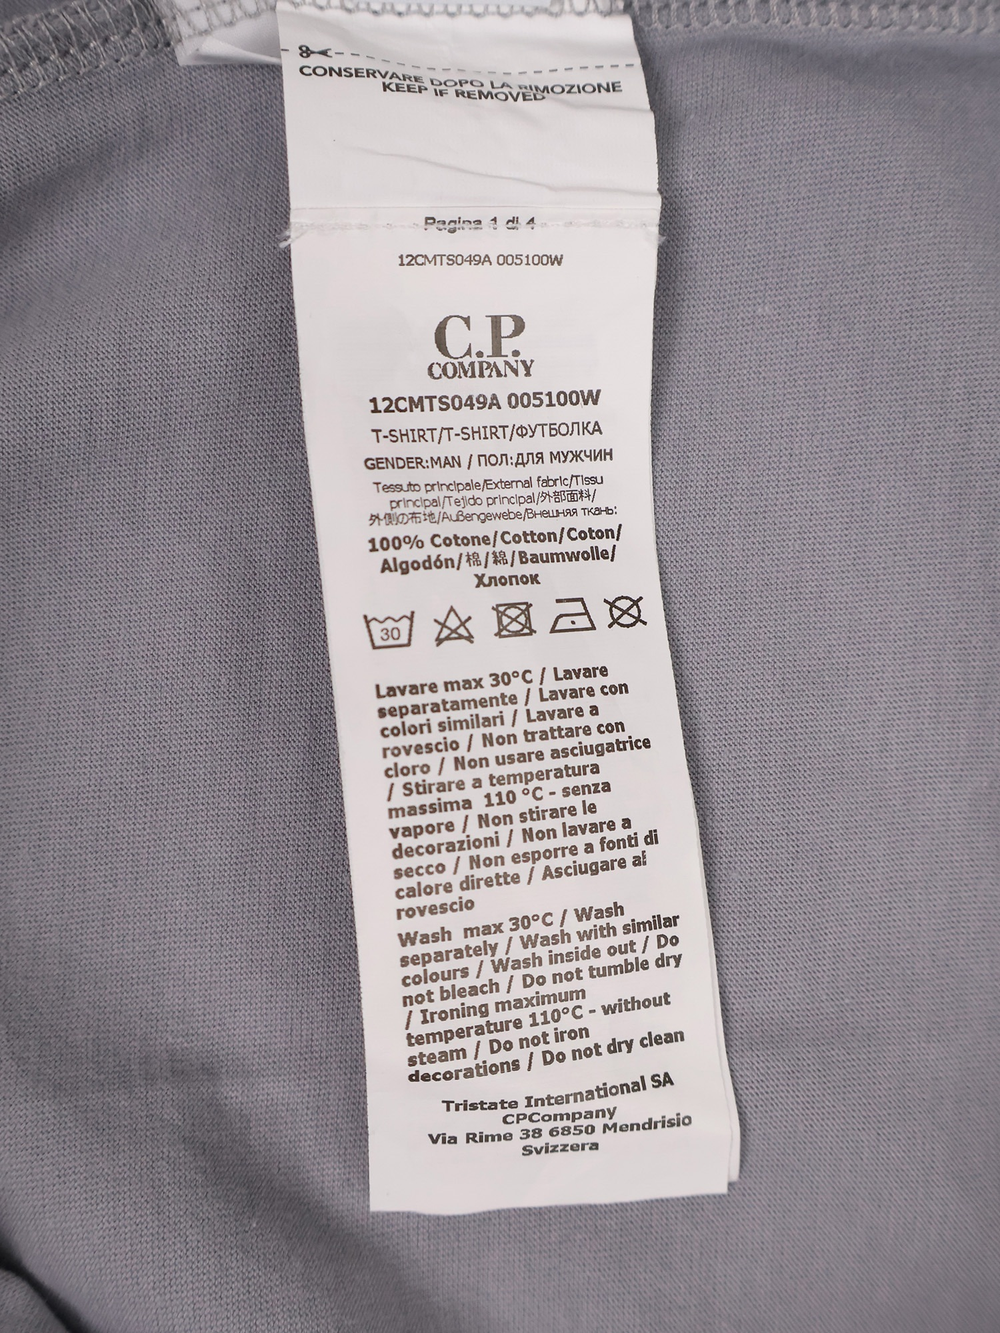 CONSERVARE DOPO LA RIMOZIONE
KEEP IF REMOVED
Pagina 1 di 4
12CMTS049A 005100W
C.P.
COMPANY
12CMTS049A 005100W
T-SHIRT/T-SHIRT/ФУТБОЛКА
GENDER:MAN / ПОЛ:ДЛЯ МУЖЧИН
Tessuto principale/External fabric/Tissu
principal/Tejido principal/外部面料/
外側の布地/Außengewebe/Внешняя ткань:
100% Cotone/Cotton/Coton/
Algodón/棉/綿/Baumwolle/
Хлопок
30
Lavare max 30°C / Lavare
separatamente / Lavare con
colori similari / Lavare a
rovescio / Non trattare con
cloro / Non usare asciugatrice
/ Stirare a temperatura
massima 110 °C - senza
vapore / Non stirare le
decorazioni / Non lavare a
secco / Non esporre a fonti di
calore dirette / Asciugare al
rovescio
Wash max 30°C / Wash
separately / Wash with similar
colours / Wash inside out / Do
not bleach / Do not tumble dry
/ Ironing maximum
temperature 110°C - without
steam / Do not iron
decorations / Do not dry clean
Tristate International SA
CPCompany
Via Rime 38 6850 Mendrisio
Svizzera